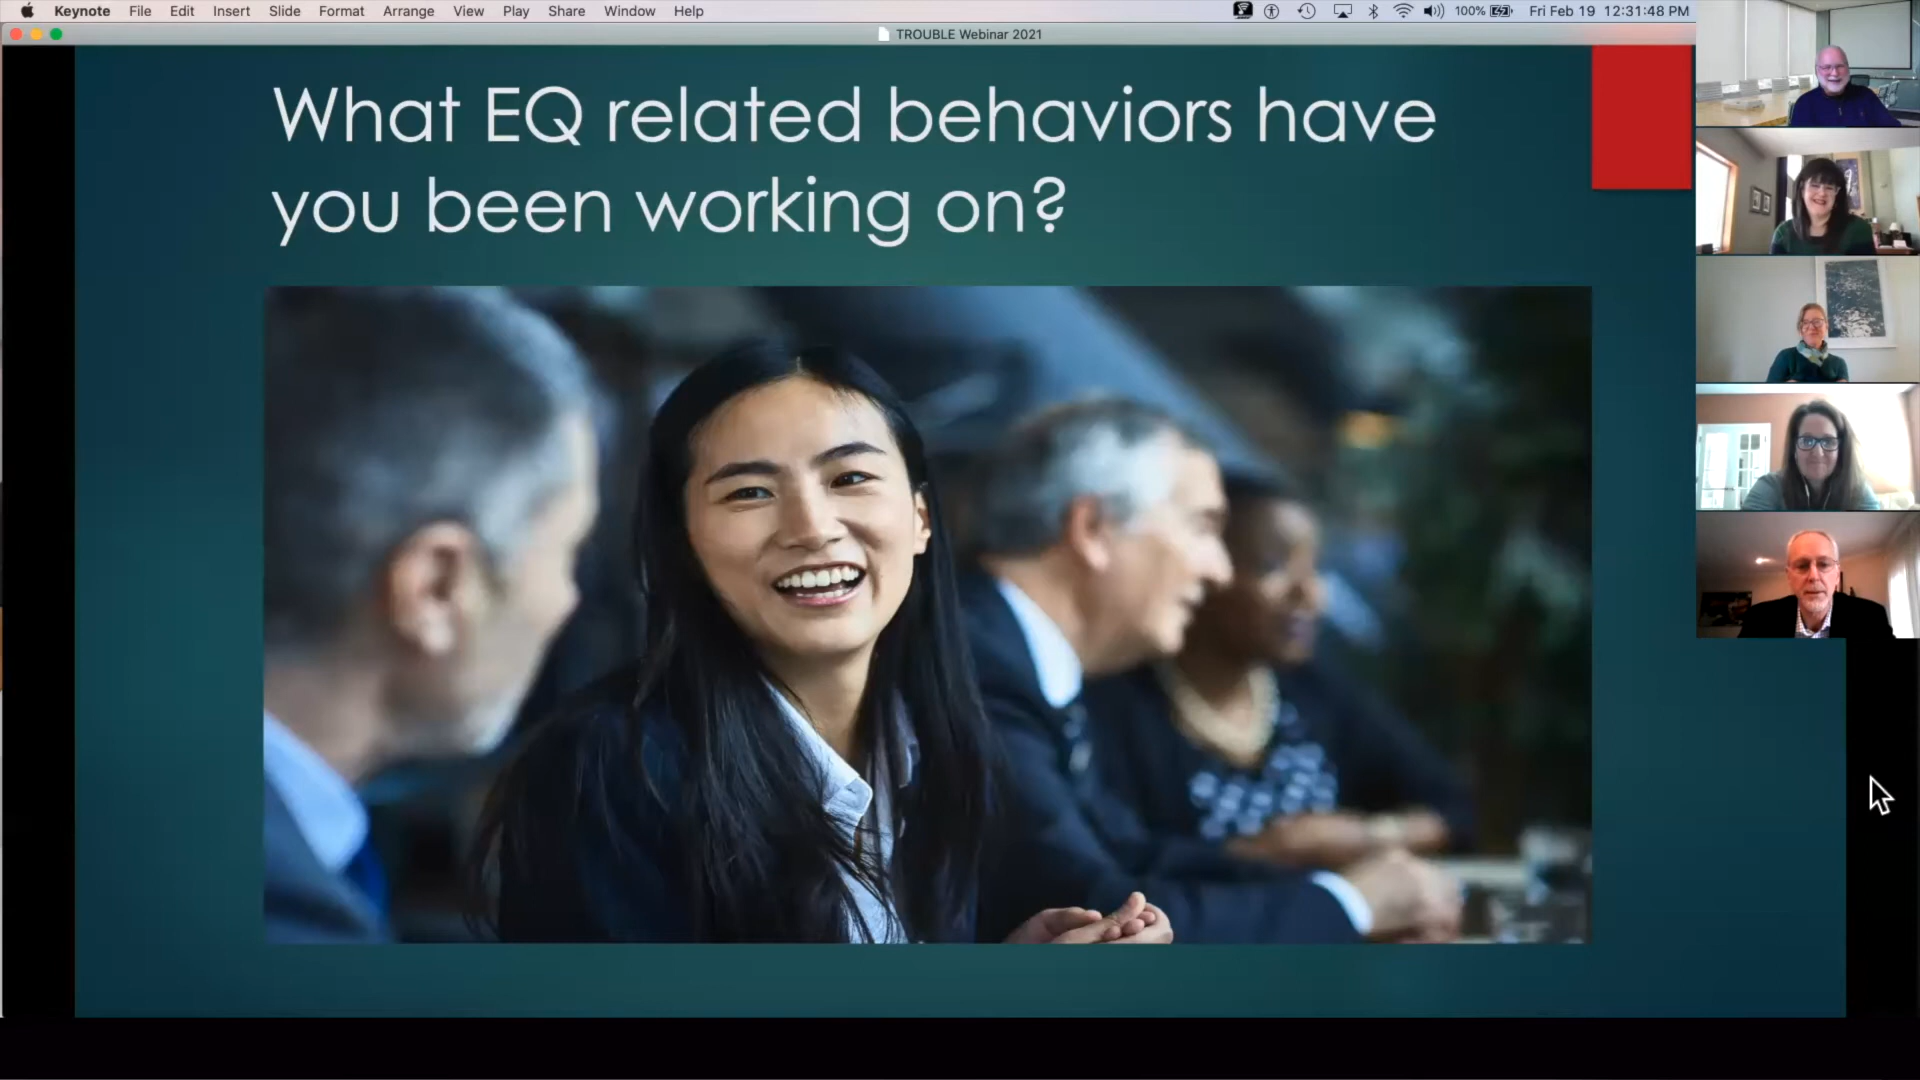 Keynote File Edit Insert Slide Format Arrange View Play Share Window Help 100% Fri Feb 19 12:31:48 PM
TROUBLE Webinar 2021
What EQ related behaviors have
you been working on?